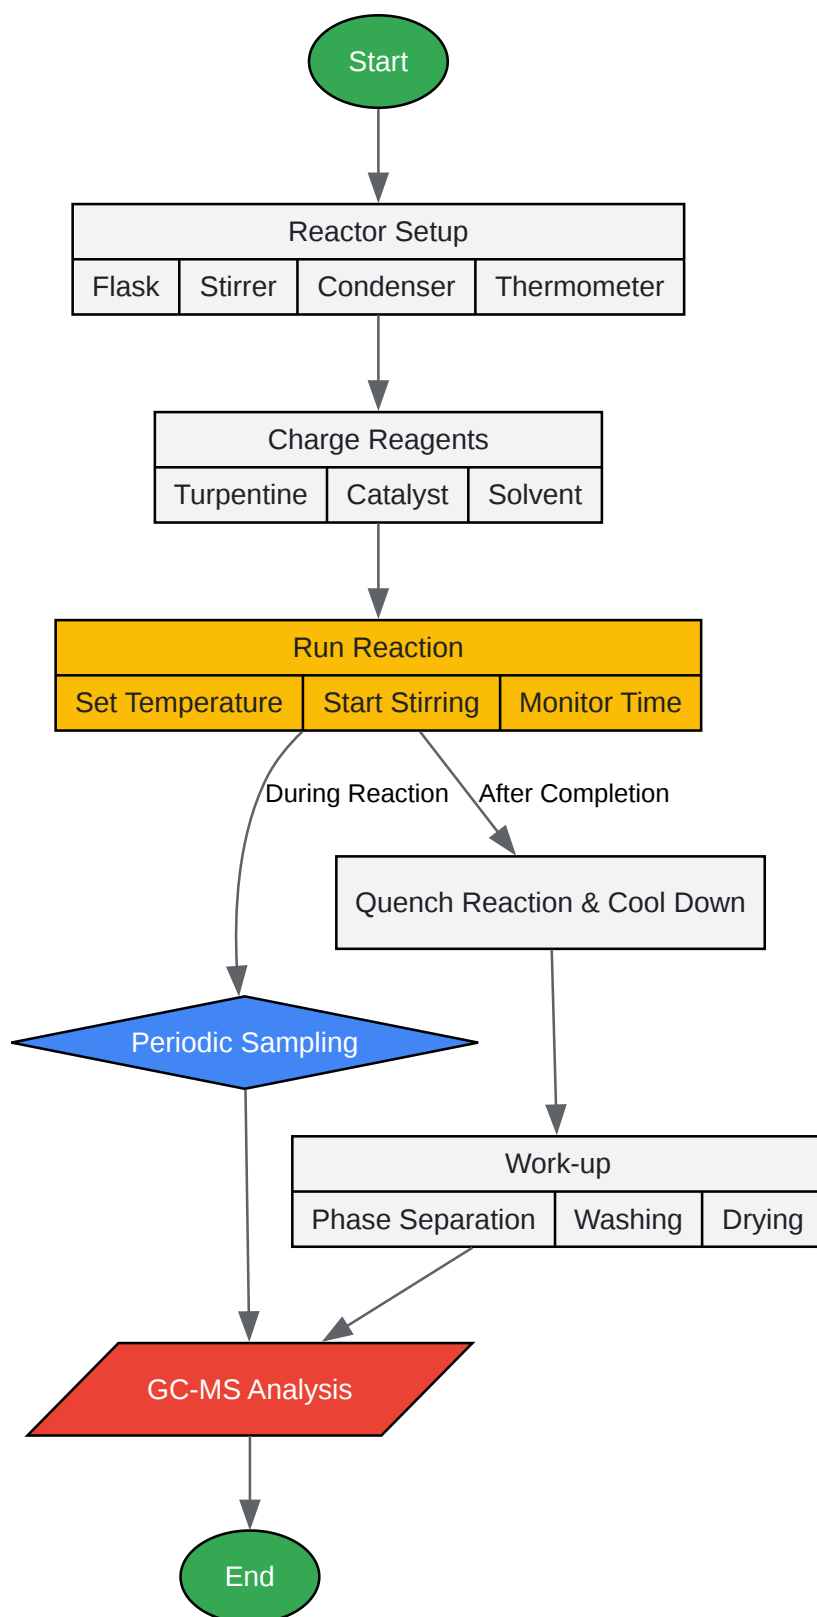 Start
Reactor Setup
Flask Stirrer Condenser Thermometer
Charge Reagents
Turpentine Catalyst Solvent
Run Reaction
Set Temperature Start Stirring Monitor Time
During Reaction After Completion
Quench Reaction & Cool Down
Periodic Sampling
Work-up
Phase Separation Washing Drying
GC-MS Analysis
End